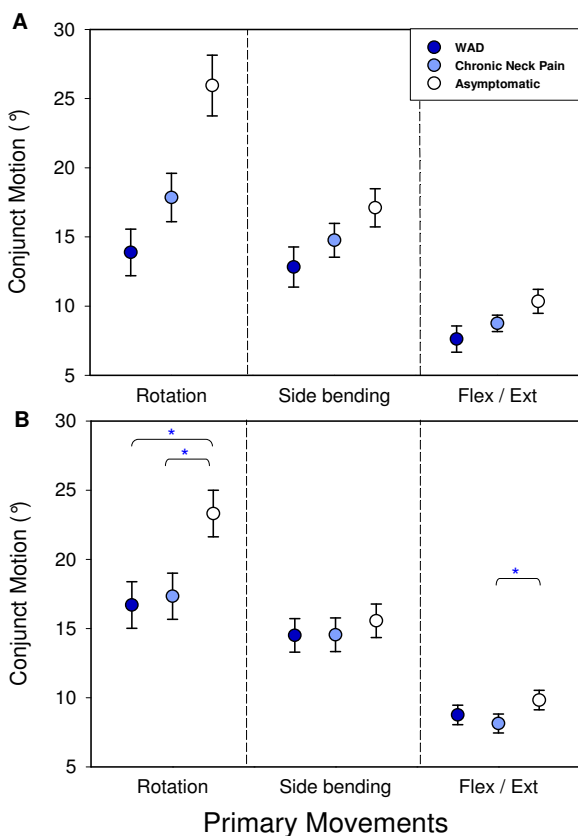 A
30
25
20
15
10
5
Conjunct Motion (°)
WAD
Chronic Neck Pain
Asymptomatic
Rotation Side bending Flex / Ext
B
30
25
20
15
10
5
Conjunct Motion (°)
*
*
*
Rotation Side bending Flex / Ext
Primary Movements